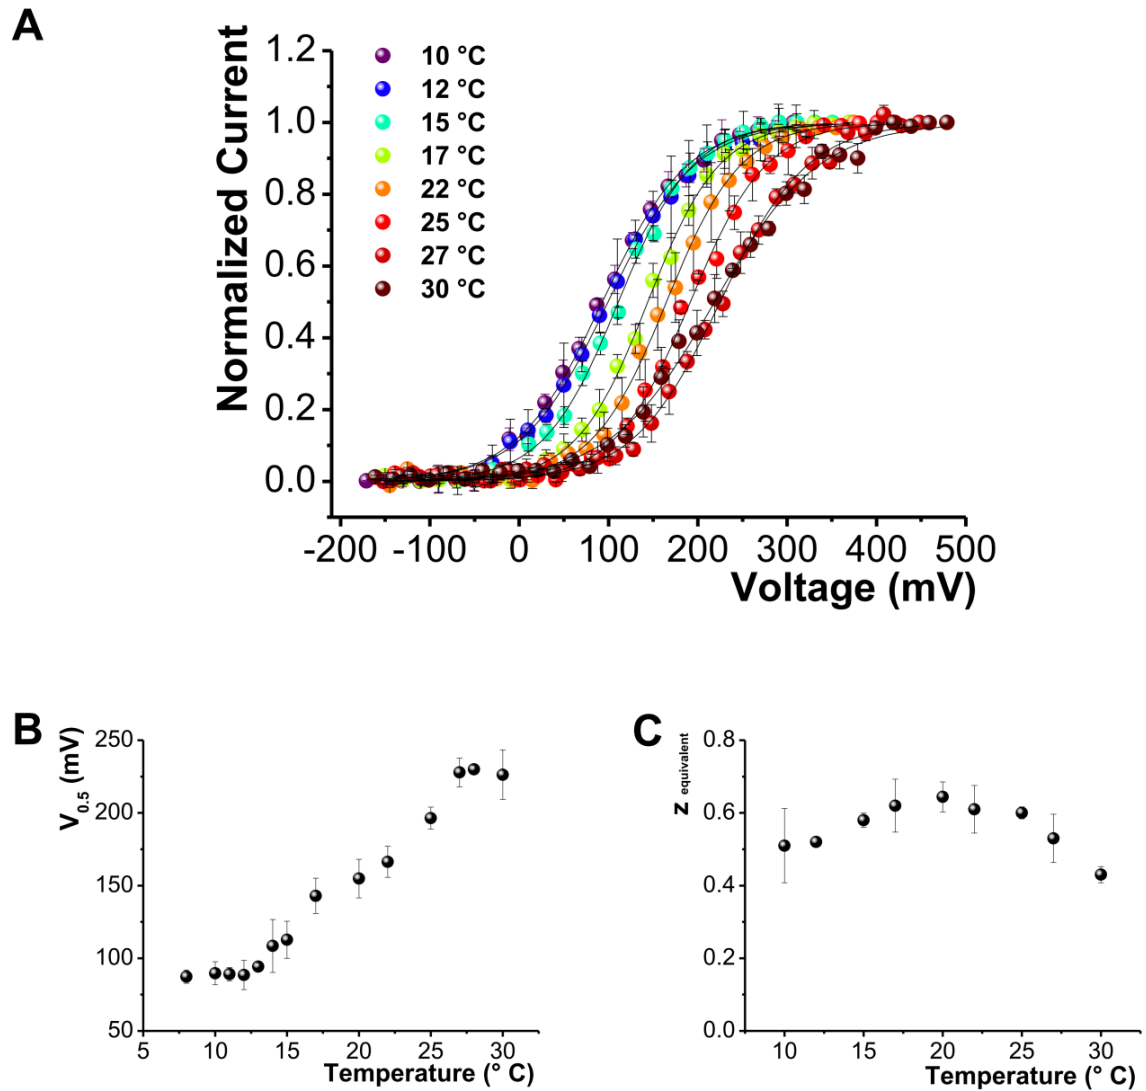 A
Normalized Current
1.2
1.0
0.8
0.6
0.4
0.2
0.0
10 °C
12 °C
15 °C
17 °C
22 °C
25 °C
27 °C
30 °C
-200 -100 0 100 200 300 400 500
Voltage (mV)
B
V0.5 (mV)
250
200
150
100
50
5 10 15 20 25 30
Temperature (° C)
C
z equivalent
0.8
0.6
0.4
0.2
0.0
10 15 20 25 30
Temperature (° C)